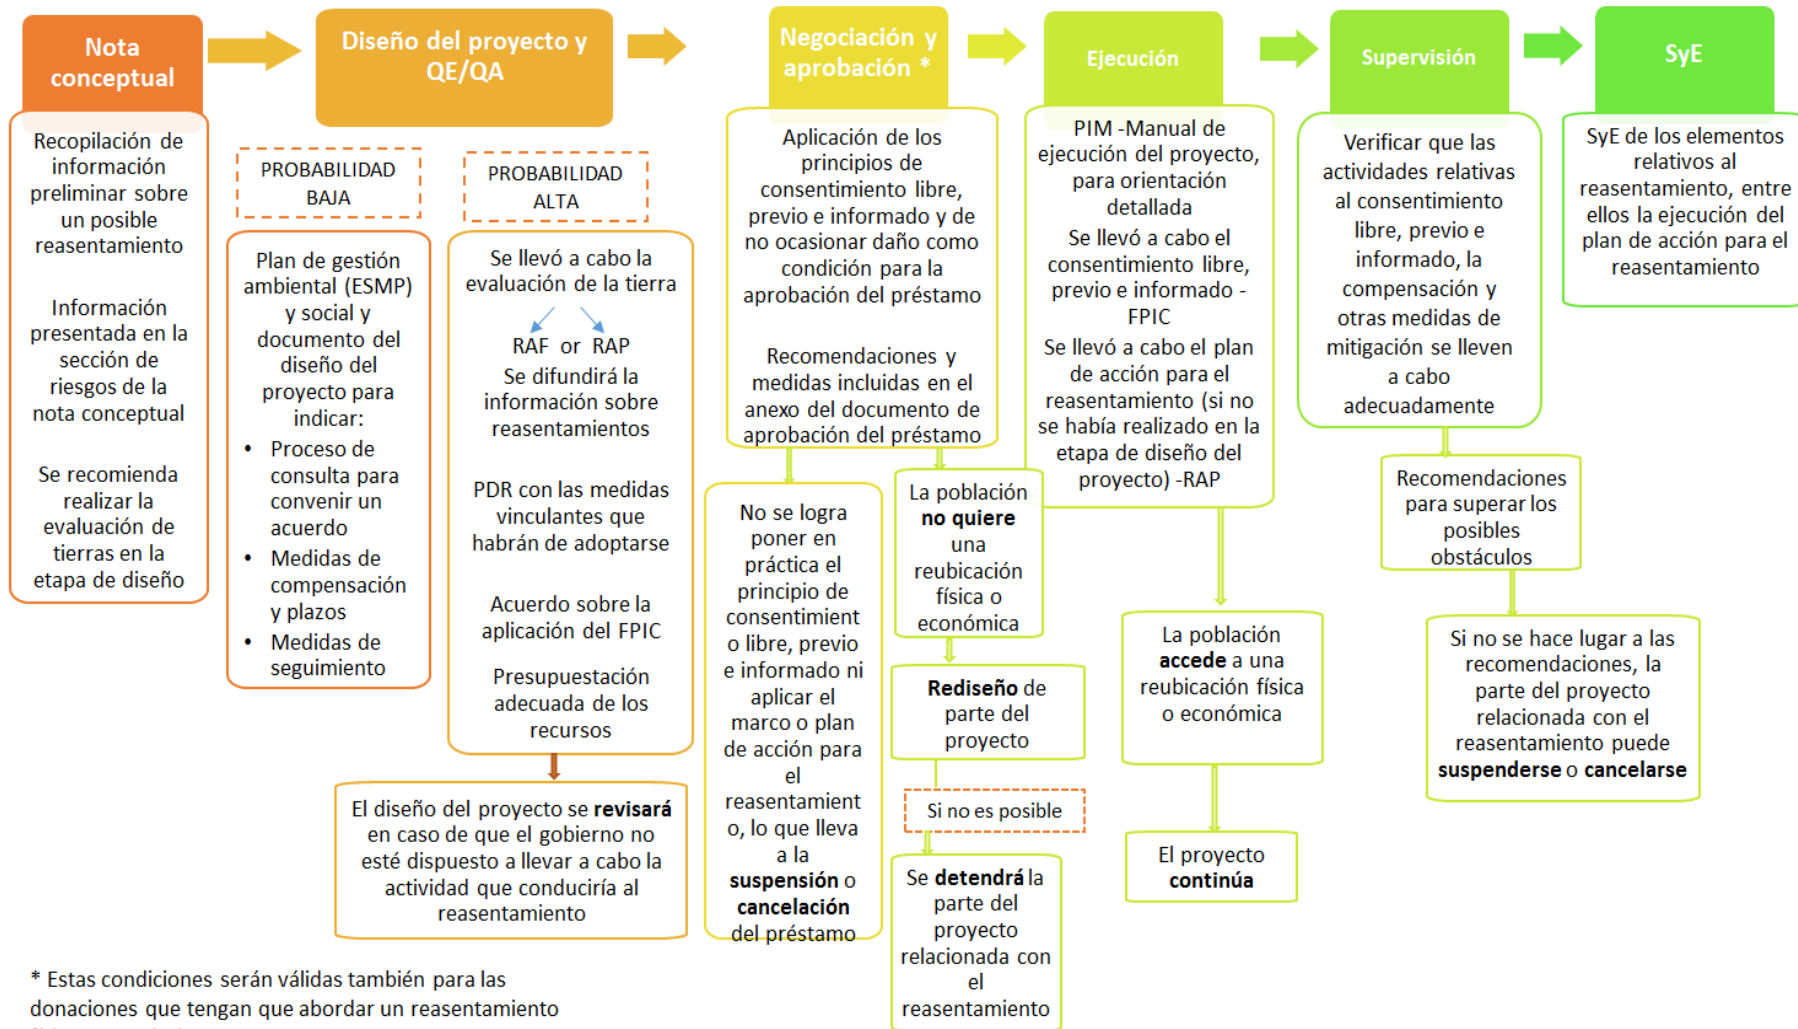 Nota
conceptual
Diseño del proyecto y
QE/QA
Negociación y
aprobación *
Ejecución
Supervisión
SyE
Recopilación de
información
preliminar sobre
un posible
reasentamiento
Información
presentada en la
sección de
riesgos de la
nota conceptual
Se recomienda
realizar la
evaluación de
tierras en la
etapa de diseño
PROBABILIDAD
BAJA
Plan de gestión
ambiental (ESMP)
y social y
documento del
diseño del
proyecto para
indicar:
• Proceso de
consulta para
convenir un
acuerdo
• Medidas de
compensación
y plazos
• Medidas de
seguimiento
PROBABILIDAD
ALTA
Se llevó a cabo la
evaluación de la tierra
RAF or RAP
Se difundirá la
información sobre
reasentamientos
PDR con las medidas
vinculantes que
habrán de adoptarse
Acuerdo sobre la
aplicación del FPIC
Presupuestación
adecuada de los
recursos
El diseño del proyecto se revisará
en caso de que el gobierno no
esté dispuesto a llevar a cabo la
actividad que conduciría al
reasentamiento
Aplicación de los
principios de
consentimiento libre,
previo e informado y de
no ocasionar daño como
condición para la
aprobación del préstamo
Recomendaciones y
medidas incluidas en el
anexo del documento de
aprobación del préstamo
No se logra
poner en
práctica el
principio de
consentimient
o libre, previo
e informado ni
aplicar el
marco o plan
de acción para
el
reasentamient
o, lo que lleva
a la
suspensión o
cancelación
del préstamo
La población
no quiere una
reubicación
física o
económica
Rediseño de
parte del
proyecto
Si no es posible
Se detendrá la
parte del
proyecto
relacionada con
el
reasentamiento
PIM -Manual de
ejecución del proyecto,
para orientación
detallada
Se llevó a cabo el
consentimiento libre,
previo e informado -
FPIC
Se llevó a cabo el plan
de acción para el
reasentamiento (si no
se había realizado en la
etapa de diseño del
proyecto) -RAP
La población
accede a una
reubicación física
o económica
El proyecto
continúa
Verificar que las
actividades relativas
al consentimiento
libre, previo e
informado, la
compensación y
otras medidas de
mitigación se lleven
a cabo
adecuadamente
Recomendaciones
para superar los
posibles
obstáculos
Si no se hace lugar a las
recomendaciones, la
parte del proyecto
relacionada con el
reasentamiento puede
suspenderse o cancelarse
SyE de los elementos
relativos al
reasentamiento, entre
ellos la ejecución del
plan de acción para el
reasentamiento
* Estas condiciones serán válidas también para las
donaciones que tengan que abordar un reasentamiento